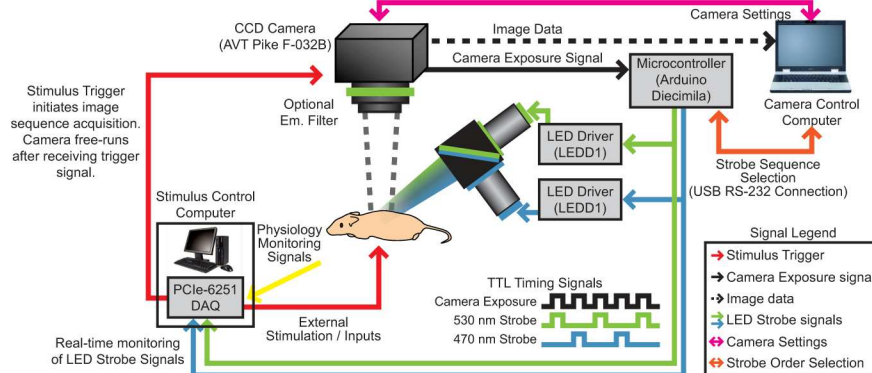 CCD Camera
(AVT Pike F-032B)
Image Data
Camera Settings
Camera Exposure Signal
Microcontroller
(Arduino
Diecimila)
Camera Control
Computer
Stimulus Trigger
initiates image
sequence acquisition.
Camera free-runs
after receiving trigger
signal.
Optional
Em. Filter
LED Driver
(LEDD1)
LED Driver
(LEDD1)
Strobe Sequence
Selection
(USB RS-232 Connection)
Stimulus Control
Computer
Physiology
Monitoring
Signals
PCIe-6251
DAQ
External
Stimulation / Inputs
Real-time monitoring
of LED Strobe Signals
TTL Timing Signals
Camera Exposure
530 nm Strobe
470 nm Strobe
Signal Legend
Stimulus Trigger
Camera Exposure signal
Image data
LED Strobe signals
Camera Settings
Strobe Order Selection